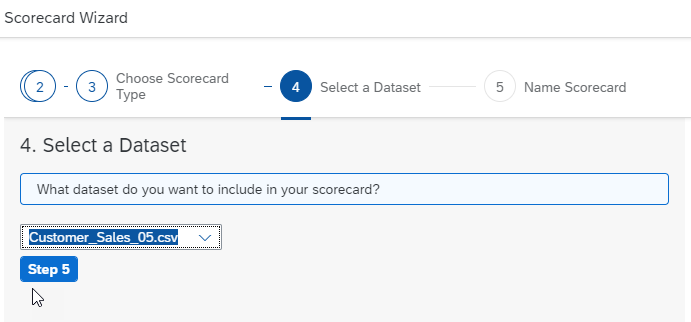 Scorecard Wizard
2 - 3 Choose Scorecard Type - 4 Select a Dataset 5 Name Scorecard
4. Select a Dataset
What dataset do you want to include in your scorecard?
Customer_Sales_05.csv
Step 5